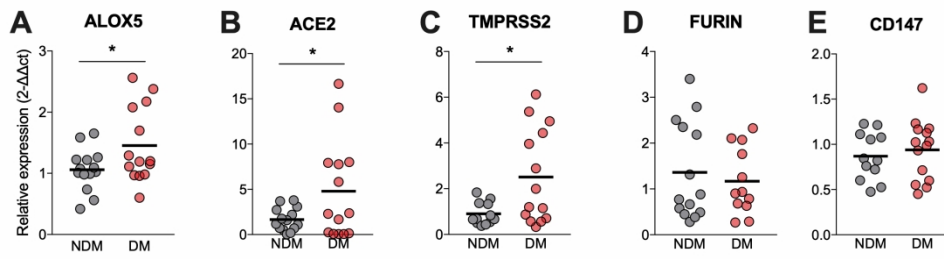 A ALOX5
*
Relative expression (2-ΔΔct)
3
2
1
0
NDM DM
B ACE2
*
20
15
10
5
0
NDM DM
C TMPRSS2
*
8
6
4
2
0
NDM DM
D FURIN
4
3
2
1
0
NDM DM
E CD147
2.0
1.5
1.0
0.5
0.0
NDM DM